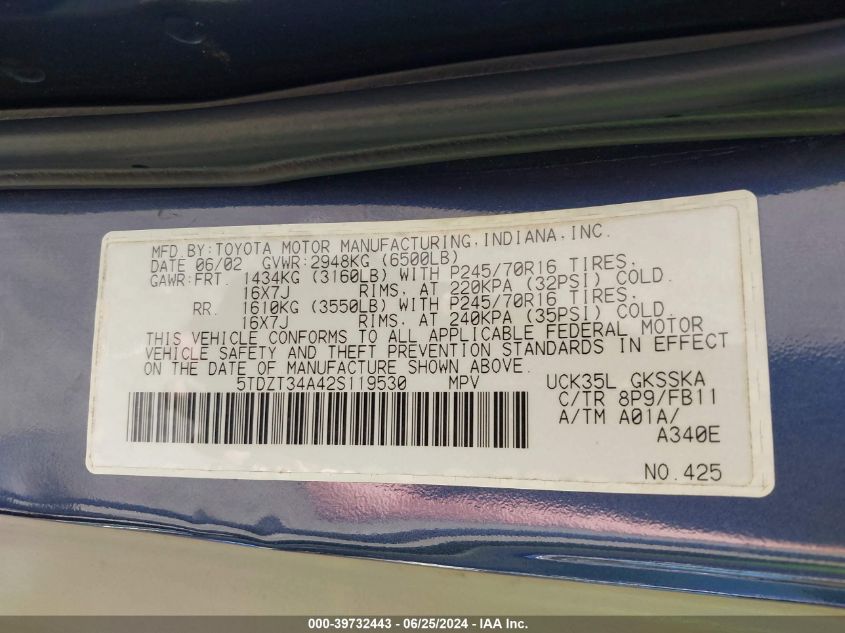 MFD.BY:TOYOTA MOTOR MANUFACTURING,INDIANA,INC.
DATE 06/02 GVWR:2948KG (6500LB)
GAWR:FRT. 1434KG (3160LB) WITH P245/70R16 TIRES,
16X7J RIMS, AT 220KPA (32PSI) COLD.
RR. 1610KG (3550LB) WITH P245/70R16 TIRES,
16X7J RIMS, AT 240KPA (35PSI) COLD.
THIS VEHICLE CONFORMS TO ALL APPLICABLE FEDERAL MOTOR
VEHICLE SAFETY AND THEFT PREVENTION STANDARDS IN EFFECT
ON THE DATE OF MANUFACTURE SHOWN ABOVE.
5TDZT34A42S119530 MPV UCK35L GKSSKA
C/TR 8P9/FB11
A/TM A01A/
A340E
NO.425
000-39732443 - 06/25/2024 - IAA Inc.